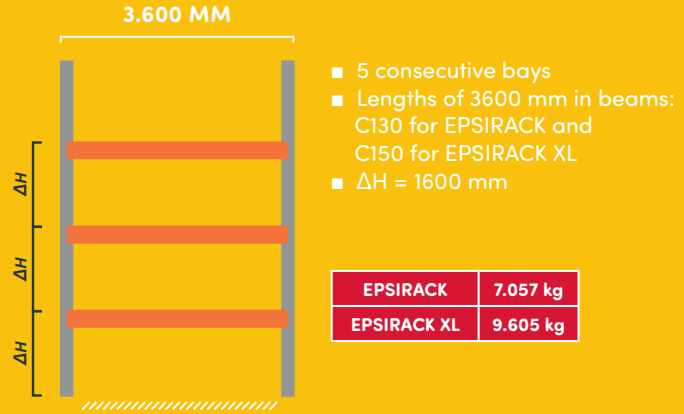 3.600 MM
■ 5 consecutive bays
■ Lengths of 3600 mm in beams:
C130 for EPSIRACK and
C150 for EPSIRACK XL
■ ΔH = 1600 mm
ΔH
ΔH
ΔH
EPSIRACK 7.057 kg
EPSIRACK XL 9.605 kg